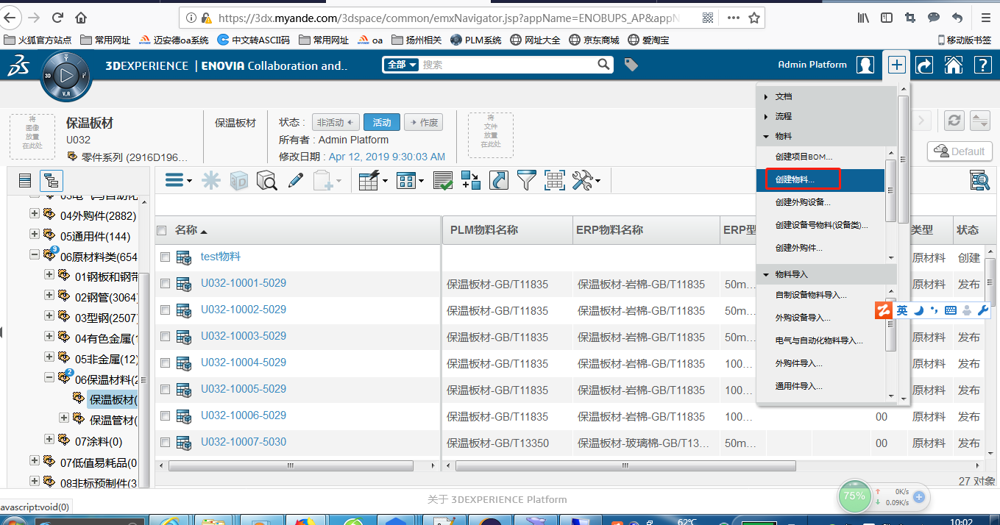 https://3dx.myande.com/3dspace/common/emxNavigator.jsp?appName=ENOBUPS_AP&appN
火狐官方站点 常用网址 迈安德oa系统 中文转ASCII码 常用网址 oa 扬州相关 PLM系统 网址大全 京东商城 爱淘宝 移动版书签
3DEXPERIENCE | ENOVIA Collaboration and.. 全部 搜索 Admin Platform
3D V.R
文档
流程
物料
创建项目BOM...
创建物料...
创建外购设备...
创建设备号物料(设备类)...
创建外购件...
物料导入
自制设备物料导入...
外购设备导入...
电气与自动化物料导入...
外购件导入...
通用件导入...
将
图像
放置
在此处
保温板材
U032
零件系列 (2916D196...
保温板材
状态 : 非活动 活动 作废
所有者 : Admin Platform
修改日期 : Apr 12, 2019 9:30:03 AM
将
文件
放置
在此处
Default
03电气与自动化
04外购件(2882)
05通用件(144)
9
06原材料类(654
01钢板和钢带
02钢管(3064)
03型钢(2507)
04有色金属(
05非金属(12)
2
06保温材料(2
保温板材(
保温管材(
07涂料(0)
07低值易耗品(0
08非标预制件(3
名称 PLM物料名称 ERP物料名称 ERP型 类型 状态
test物料 原材料 创建
U032-10001-5029 保温板材-GB/T11835 保温板材-岩棉-GB/T11835 50m... 原材料 发布
U032-10002-5029 保温板材-GB/T11835 保温板材-岩棉-GB/T11835 50m...
U032-10003-5029 保温板材-GB/T11835 保温板材-岩棉-GB/T11835 50m... 原材料 发布
U032-10004-5029 保温板材-GB/T11835 保温板材-岩棉-GB/T11835 100... 原材料 发布
U032-10005-5029 保温板材-GB/T11835 保温板材-岩棉-GB/T11835 100... 原材料 发布
U032-10006-5029 保温板材-GB/T11835 保温板材-岩棉-GB/T11835 100... 00 原材料 发布
U032-10007-5030 保温板材-GB/T13350 保温板材-玻璃棉-GB/T13... 50m... 00 原材料 发布
英
27 对象
关于 3DEXPERIENCE Platform
75% 0K/s
0.09K/s
avascript:void(0)
62℃
10:02